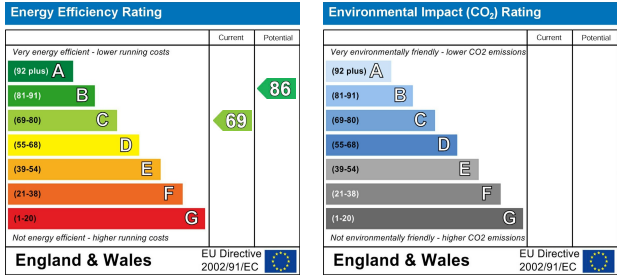 Energy Efficiency Rating
Current Potential
Very energy efficient - lower running costs
(92 plus) A
(81-91) B
(69-80) C
(55-68) D
(39-54) E
(21-38) F
(1-20) G
69
86
Not energy efficient - higher running costs
England & Wales
EU Directive
2002/91/EC
Environmental Impact (CO₂) Rating
Current Potential
Very environmentally friendly - lower CO2 emissions
(92 plus) A
(81-91) B
(69-80) C
(55-68) D
(39-54) E
(21-38) F
(1-20) G
Not environmentally friendly - higher CO2 emissions
England & Wales
EU Directive
2002/91/EC